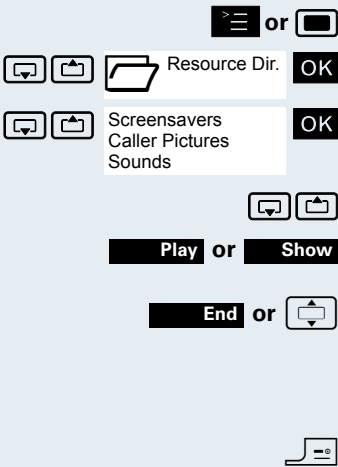 or
Resource Dir. OK
Screensavers OK
Caller Pictures
Sounds
Play or Show
End or